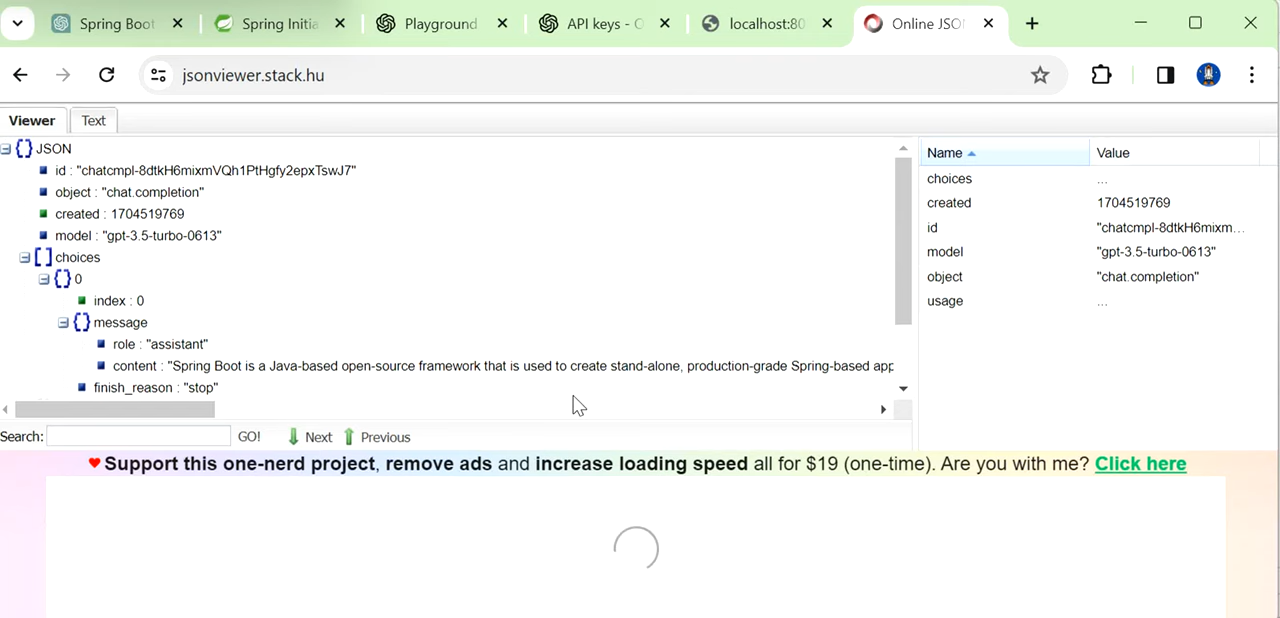 Spring Boot
Spring Initia
Playground
API keys - O
localhost:80
Online JSO
jsonviewer.stack.hu
Viewer
Text
JSON
id : "chatcmpl-8dtkH6mixmVQh1PtHgfy2epxTswJ7"
object : "chat.completion"
created : 1704519769
model : "gpt-3.5-turbo-0613"
choices
0
index : 0
message
role : "assistant"
content : "Spring Boot is a Java-based open-source framework that is used to create stand-alone, production-grade Spring-based app
finish_reason : "stop"
Name Value
choices ...
created 1704519769
id "chatcmpl-8dtkH6mixm...
model "gpt-3.5-turbo-0613"
object "chat.completion"
usage ...
Search: GO! Next Previous
Support this one-nerd project, remove ads and increase loading speed all for $19 (one-time). Are you with me? Click here